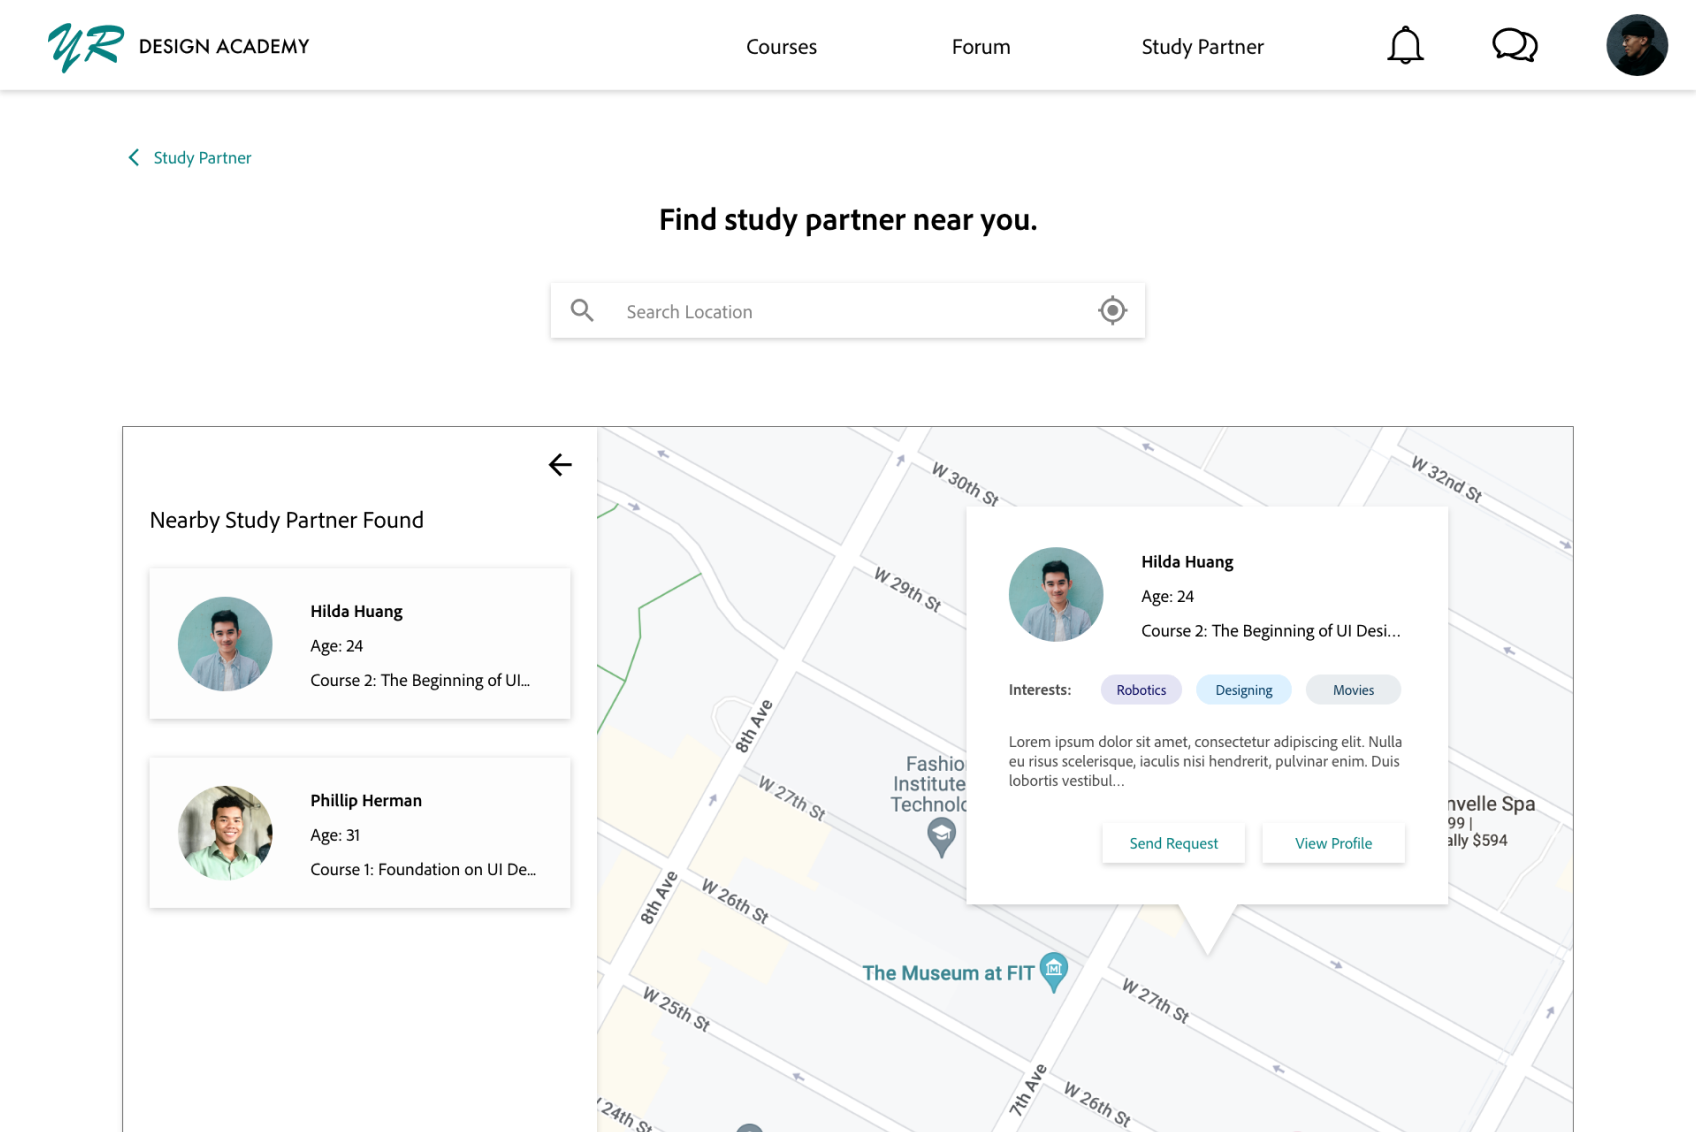 YR DESIGN ACADEMY
Courses
Forum
Study Partner
Study Partner
Find study partner near you.
Search Location
Nearby Study Partner Found
Hilda Huang
Age: 24
Course 2: The Beginning of UI...
Phillip Herman
Age: 31
Course 1: Foundation on UI De...
W 30th St
W 32nd St
W 29th St
Hilda Huang
Age: 24
Course 2: The Beginning of UI Desi...
Interests:
Robotics
Designing
Movies
Lorem ipsum dolor sit amet, consectetur adipiscing elit. Nulla
eu risus scelerisque, iaculis nisi hendrerit, pulvinar enim. Duis
lobortis vestibul...
Send Request
View Profile
8th Ave
Fashio
Institute
Technolo
W 27th St
nvelle Spa
99 |
ally $594
8th Ave
W 26th St
The Museum at FIT
W 25th St
W 27th St
7th Ave
W 26th St
W 24th St